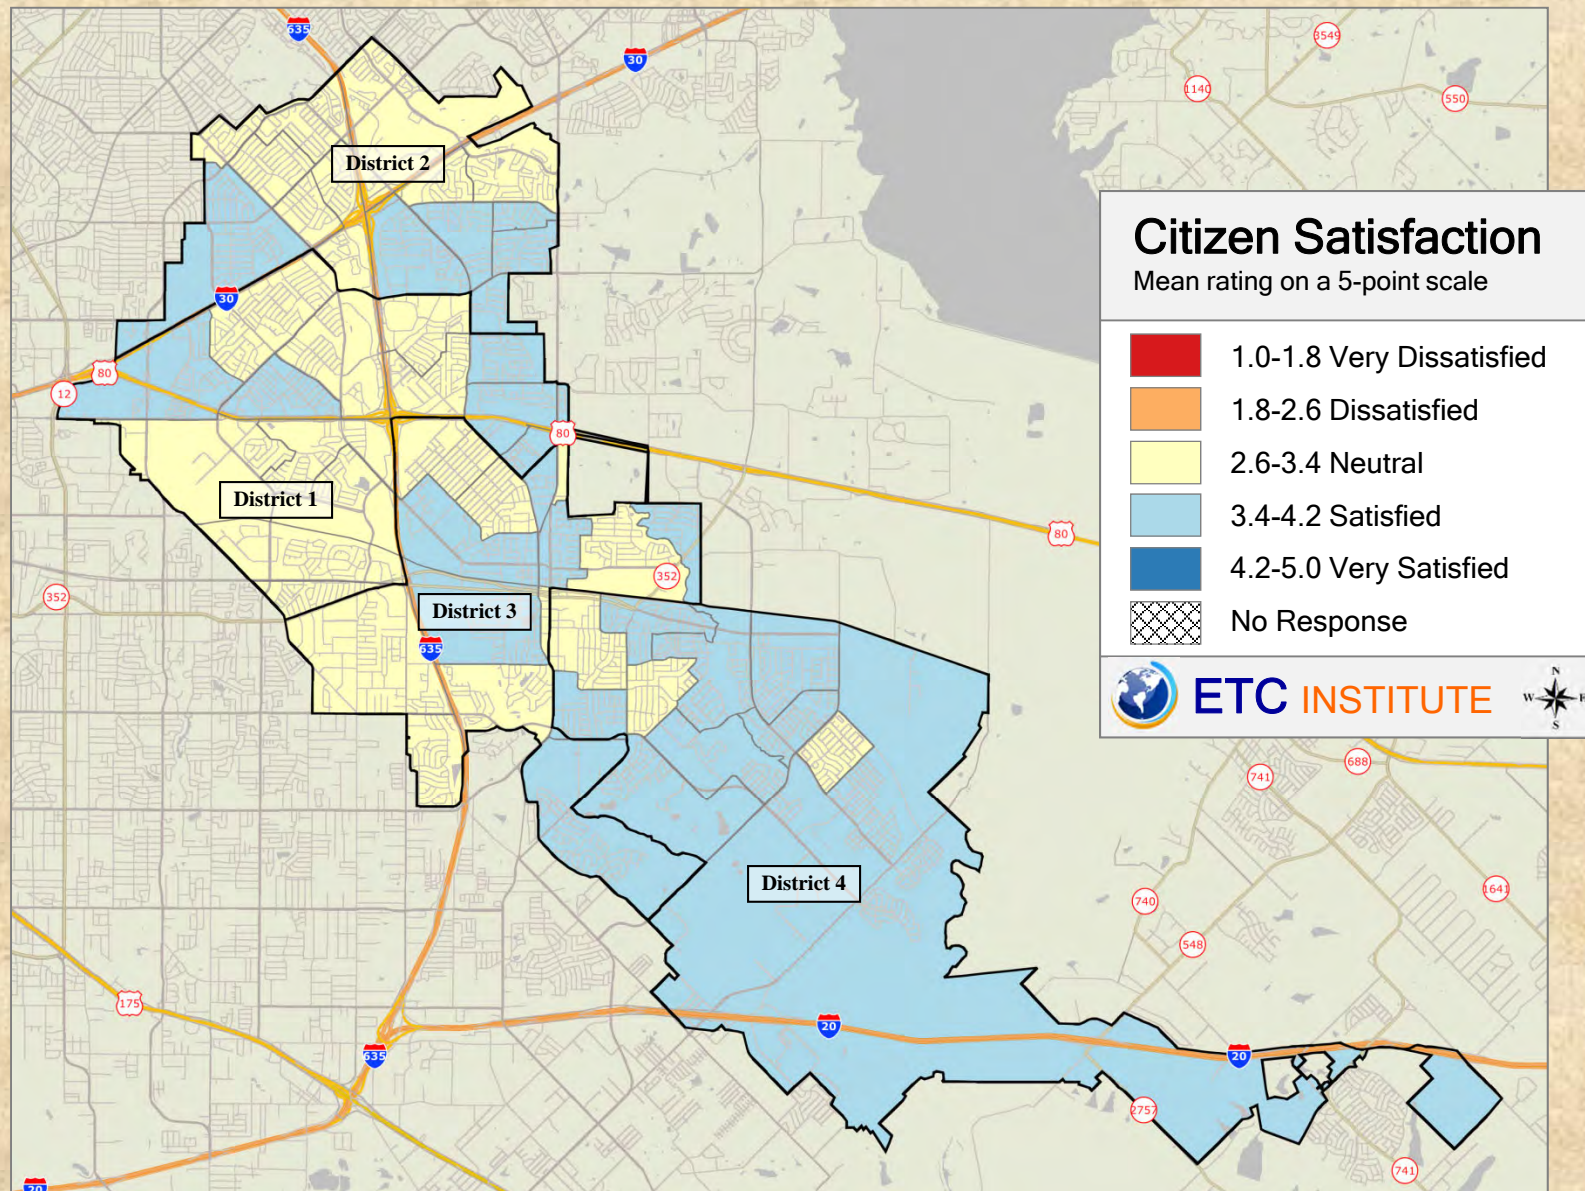 635
30
3549
1140
550
District 2
Citizen Satisfaction
Mean rating on a 5-point scale
30
1.0-1.8 Very Dissatisfied
80
12
1.8-2.6 Dissatisfied
80
2.6-3.4 Neutral
District 1
3.4-4.2 Satisfied
80
352
352
4.2-5.0 Very Satisfied
District 3
No Response
635
ETC INSTITUTE
N
W E
S
688
741
District 4
1641
740
548
175
20
635
20
2757
741
20